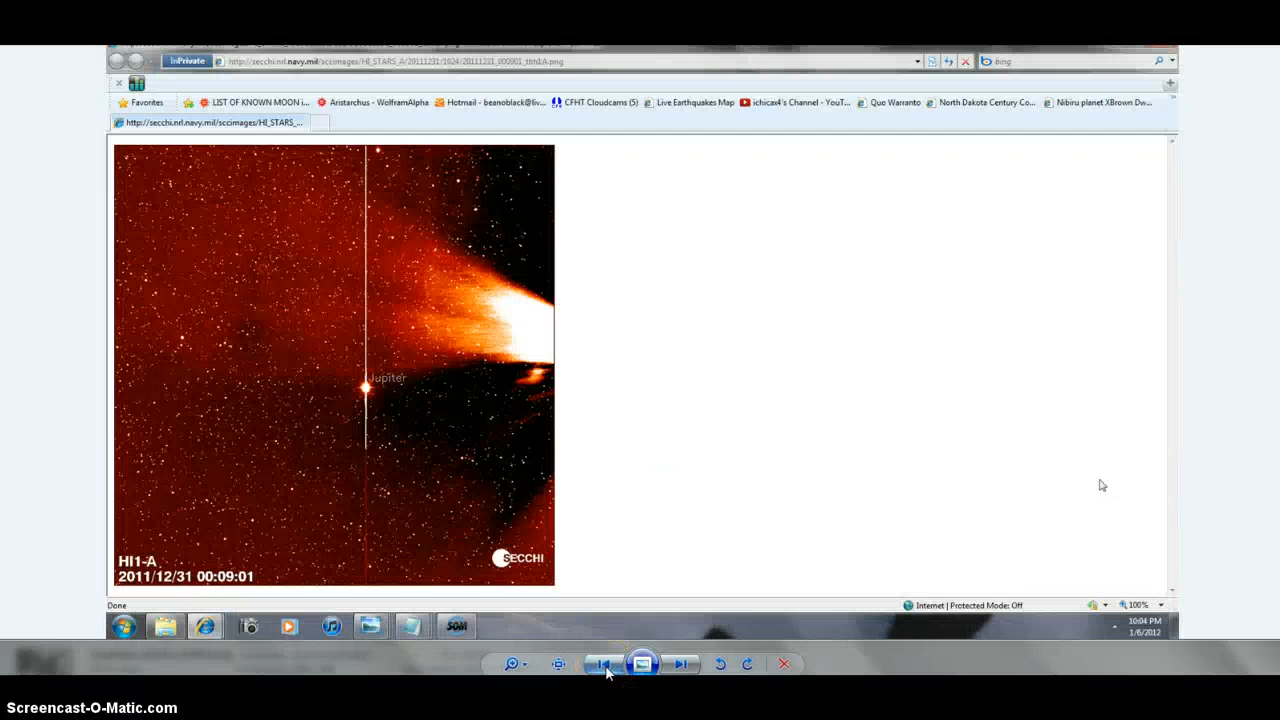 InPrivate
http://secchi.nrl.navy.mil/sccimages/HI_STARS_A/20111231/1024/20111231_000901_tbh1A.png
bing
Favorites
LIST OF KNOWN MOON i...
Aristarchus - WolframAlpha
Hotmail - beanoblack@liv...
CFHT Cloudcams (5)
Live Earthquakes Map
ichicax4's Channel - YouT...
Quo Warranto
North Dakota Century Co...
Nibiru planet XBrown Dw...
http://secchi.nrl.navy.mil/sccimages/HI_STARS_...
Jupiter
HI1-A
2011/12/31 00:09:01
SECCHI
Done
Internet | Protected Mode: Off
100%
SGM
10:04 PM
1/6/2012
Screencast-O-Matic.com